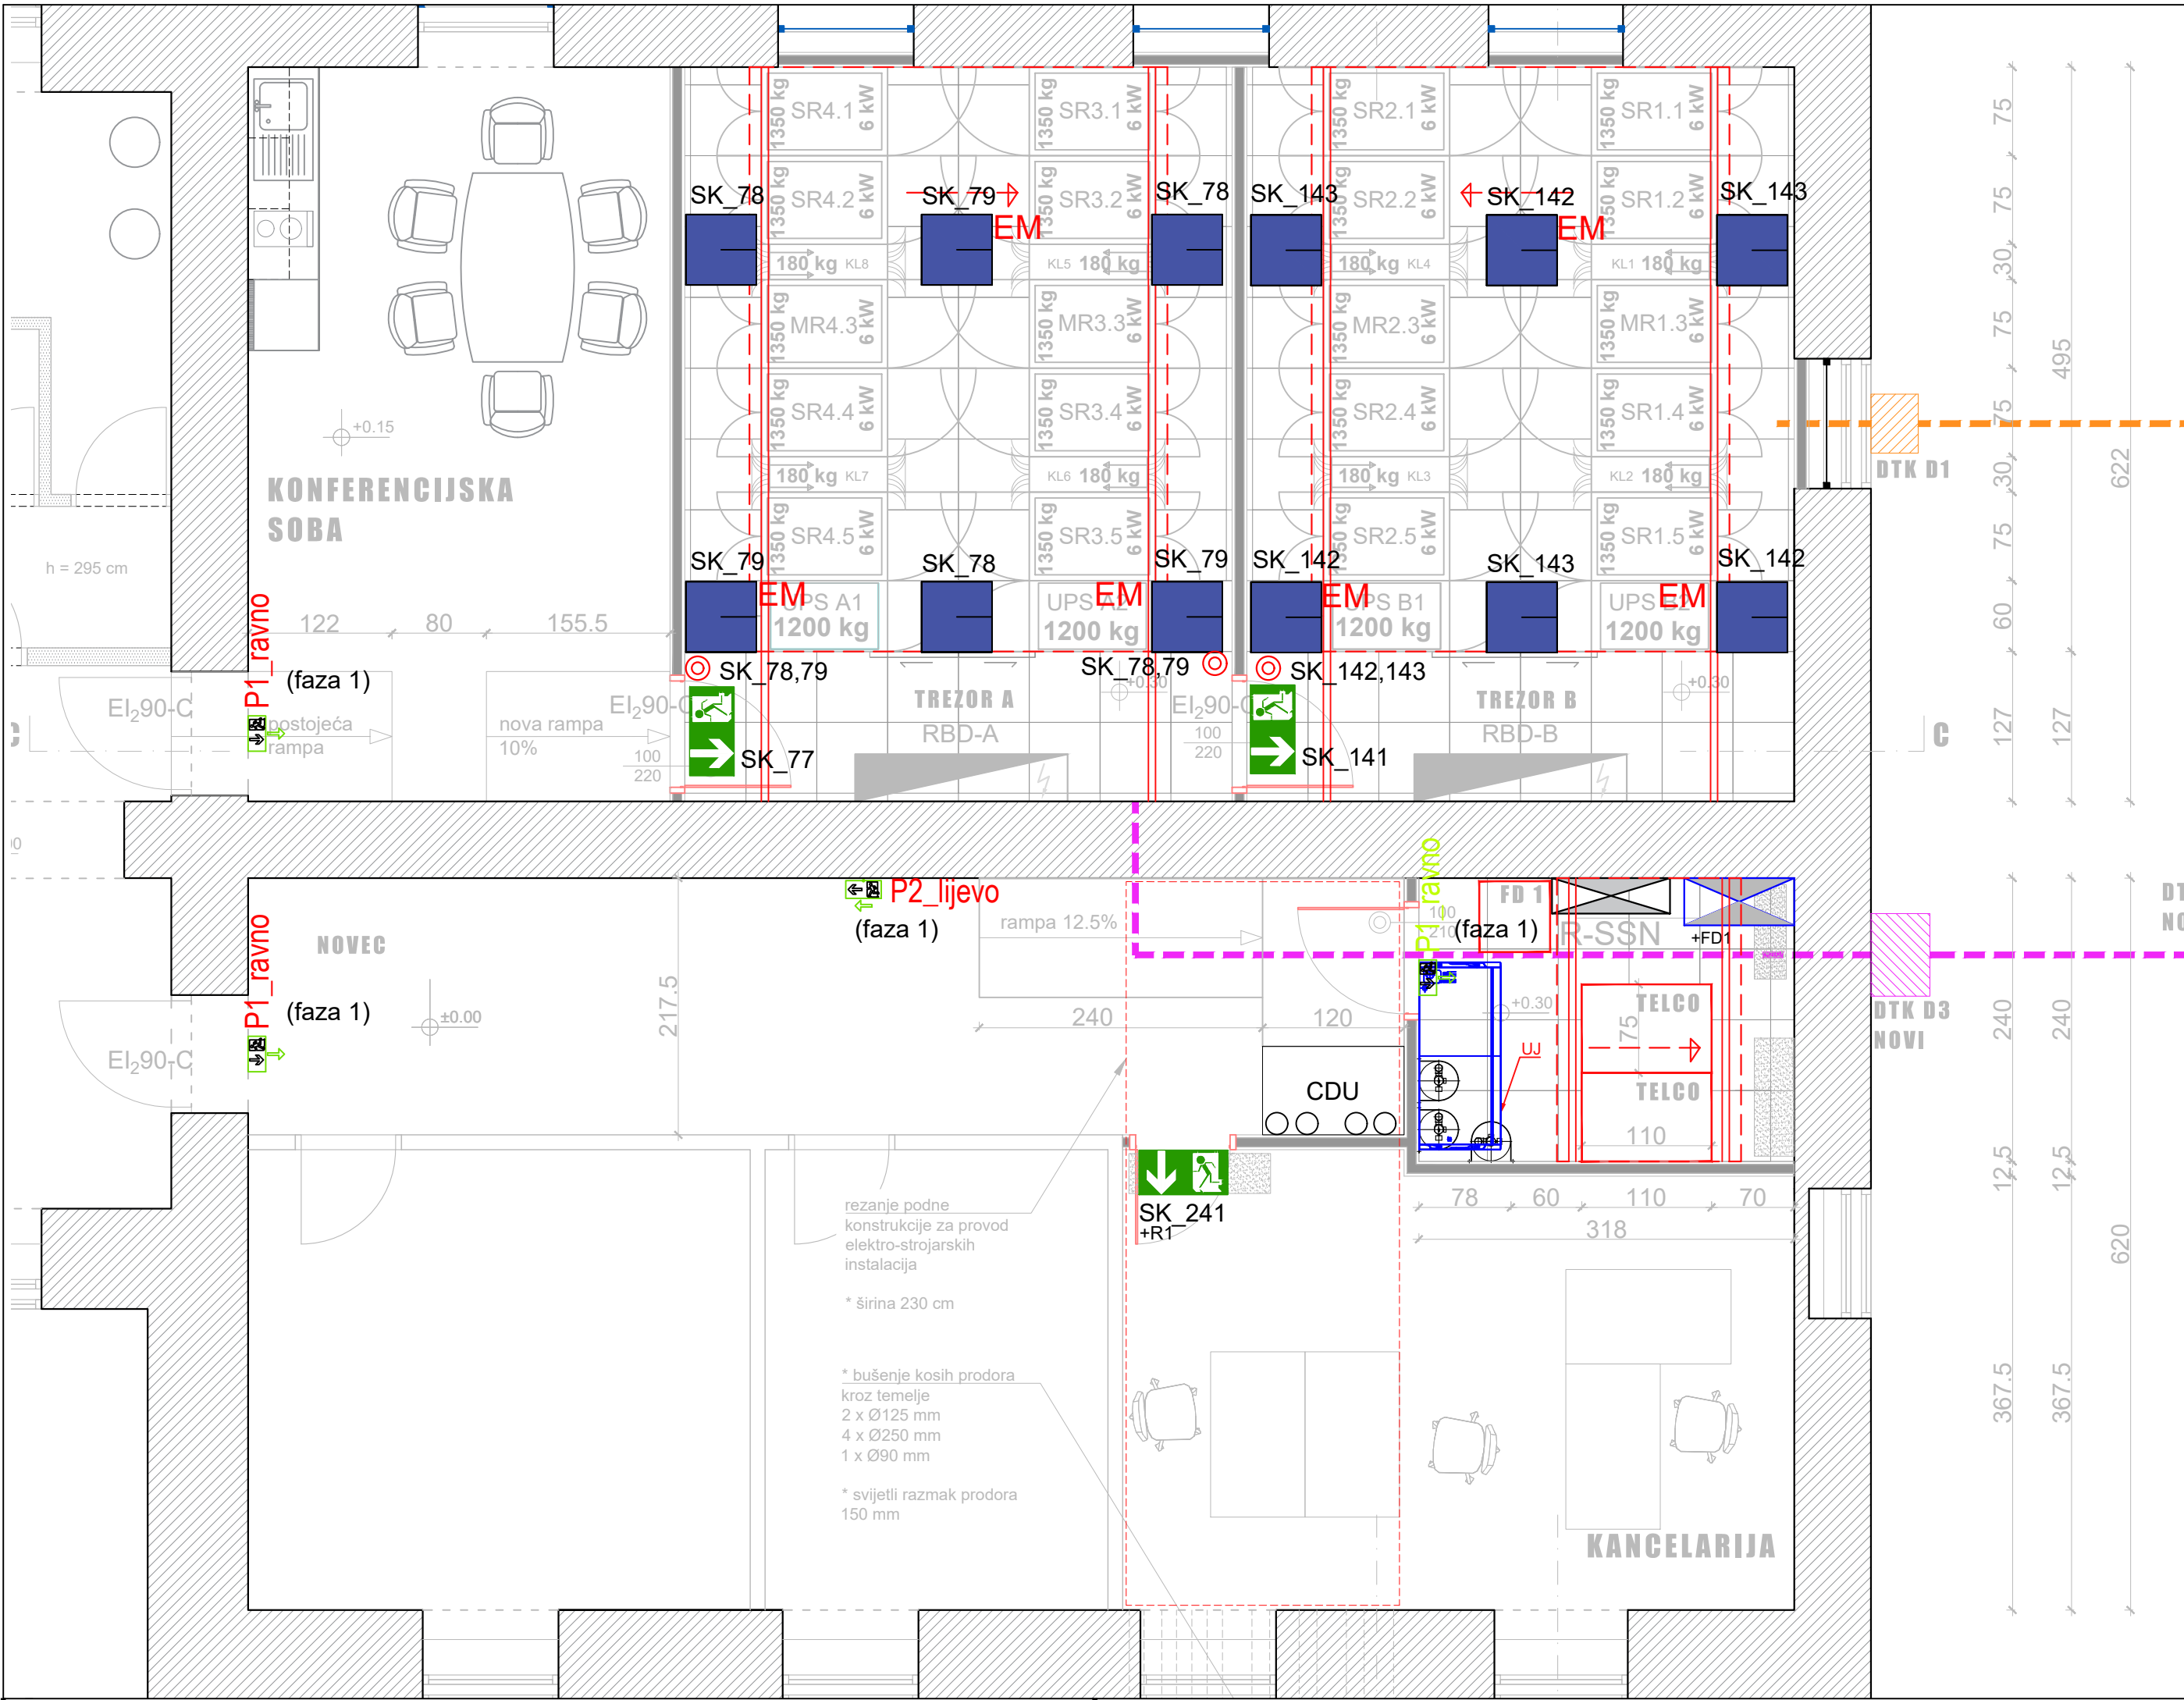 SR4.1
1350 kg
6 kW
SR3.1
1350 kg
6 kW
SR2.1
1350 kg
6 kW
SR1.1
1350 kg
6 kW
75
SK_78
SR4.2
1350 kg
6 kW
SK_79
EM
SR3.2
1350 kg
6 kW
SK_78
SK_143
SR2.2
1350 kg
6 kW
SK_142
EM
SR1.2
1350 kg
6 kW
SK_143
75
180 kg KL8
KL5 180 kg
180 kg KL4
KL1 180 kg
30
MR4.3
1350 kg
6 kW
MR3.3
1350 kg
6 kW
MR2.3
1350 kg
6 kW
MR1.3
1350 kg
6 kW
75
495
SR4.4
1350 kg
6 kW
SR3.4
1350 kg
6 kW
SR2.4
1350 kg
6 kW
SR1.4
1350 kg
6 kW
75
+0.15
KONFERENCIJSKA
SOBA
180 kg KL7
KL6 180 kg
180 kg KL3
KL2 180 kg
DTK D1
30
622
SR4.5
1350 kg
6 kW
SR3.5
1350 kg
6 kW
SR2.5
1350 kg
6 kW
SR1.5
1350 kg
6 kW
75
h = 295 cm
SK_79
SK_78
SK_79
SK_142
SK_143
SK_142
EM
UPS A1
1200 kg
EM
UPS A2
1200 kg
EM
UPS B1
1200 kg
EM
UPS B2
1200 kg
60
122
80
155.5
P1_ravno
(faza 1)
SK_78,79
SK_78,79
SK_142,143
+0.30
+0.30
EI290-C
EI290-C
EI290-C
TREZOR A
RBD-A
TREZOR B
RBD-B
postojeća
rampa
nova rampa
10%
100
220
SK_77
100
220
SK_141
127
127
C
C
P2_lijevo
(faza 1)
P1_ravno
(faza 1)
100
210
FD 1
R-SSN
+FD1
rampa 12.5%
NOVEC
P1_ravno
(faza 1)
±0.00
EI290-C
217.5
240
120
+0.30
TELCO
75
TELCO
110
UJ
CDU
DTK D3
NOVI
240
240
SK_241
+R1
12.5
12.5
78
60
110
70
318
620
rezanje podne
konstrukcije za provod
elektro-strojarskih
instalacija
* širina 230 cm
* bušenje kosih prodora
kroz temelje
2 x Ø125 mm
4 x Ø250 mm
1 x Ø90 mm
* svijetli razmak prodora
150 mm
367.5
367.5
KANCELARIJA